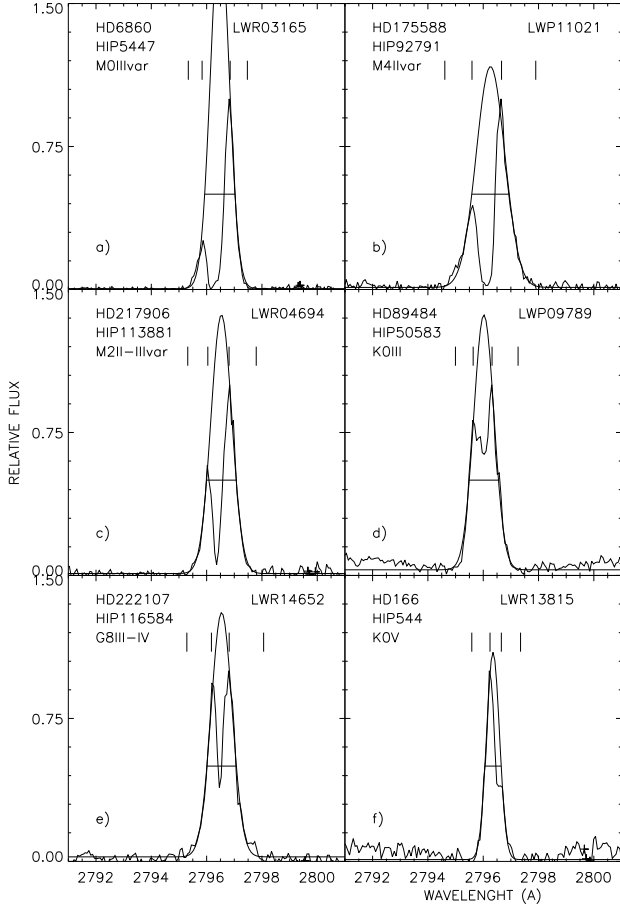 1.50
HD6860 LWR03165
HIP5447
M0IIIvar
0.75
a)
0.00
HD175588 LWP11021
HIP92791
M4IIvar
b)
1.50
HD217906 LWR04694
HIP113881
M2II-IIIvar
0.75
c)
0.00
HD89484 LWP09789
HIP50583
K0III
d)
RELATIVE FLUX
1.50
HD222107 LWR14652
HIP116584
G8III-IV
0.75
e)
0.00
HD166 LWR13815
HIP544
K0V
f)
2792 2794 2796 2798 2800
2792 2794 2796 2798 2800
WAVELENGHT (A)